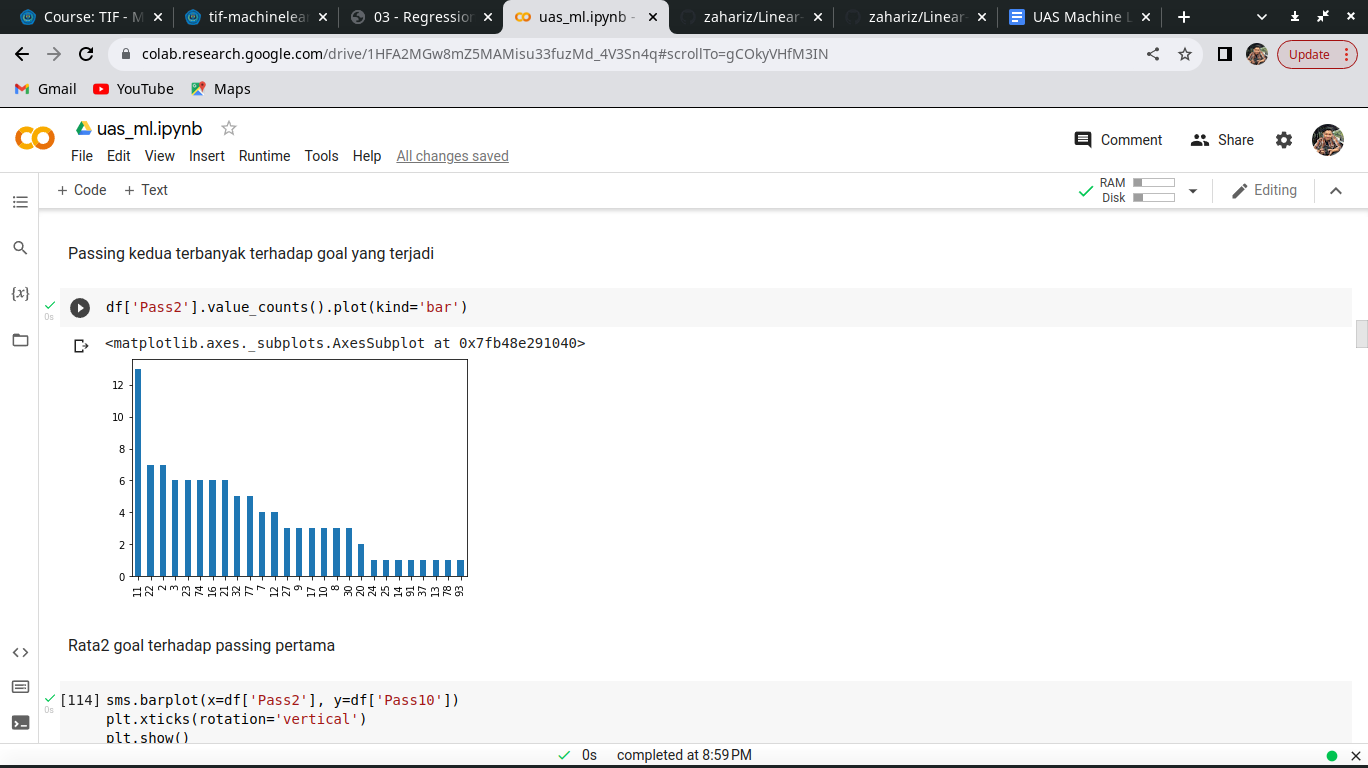 Course: TIF - M
tif-machinelear
03 - Regression
uas_ml.ipynb -
zahariz/Linear-
zahariz/Linear-
UAS Machine L
colab.research.google.com/drive/1HFA2MGw8mZ5MAMisu33fuzMd_4V3Sn4q#scrollTo=gCOkyVHfM3IN
Update
Gmail
YouTube
Maps
uas_ml.ipynb
Comment
Share
File Edit View Insert Runtime Tools Help All changes saved
+ Code + Text
RAM
Disk
Editing
Passing kedua terbanyak terhadap goal yang terjadi
{x}
0s
df['Pass2'].value_counts().plot(kind='bar')
<matplotlib.axes._subplots.AxesSubplot at 0x7fb48e291040>
12
10
8
6
4
2
0
11 22 2 3 23 74 16 21 32 77 7 12 27 9 17 10 8 30 20 24 25 14 91 37 13 78 93
Rata2 goal terhadap passing pertama
[114] sms.barplot(x=df['Pass2'], y=df['Pass10'])
0s
plt.xticks(rotation='vertical')
plt.show()
0s completed at 8:59 PM